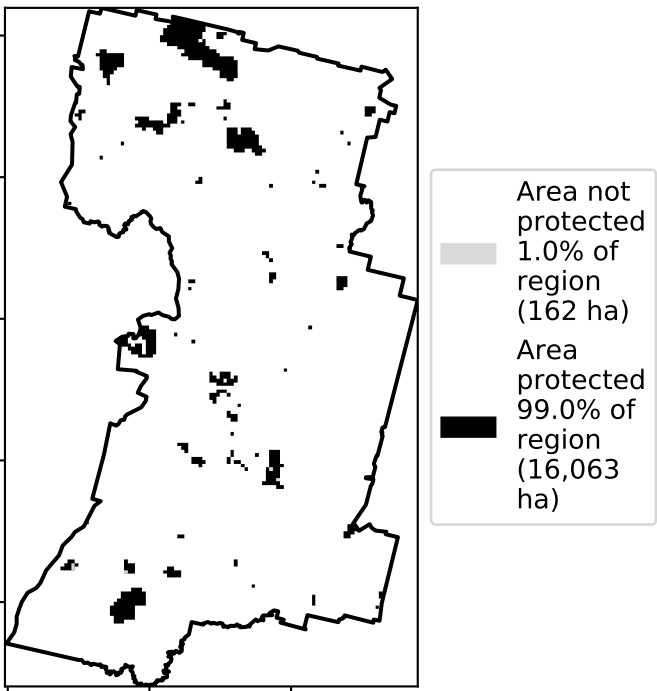 Area not
protected
1.0% of
region
(162 ha)
Area
protected
99.0% of
region
(16,063
ha)